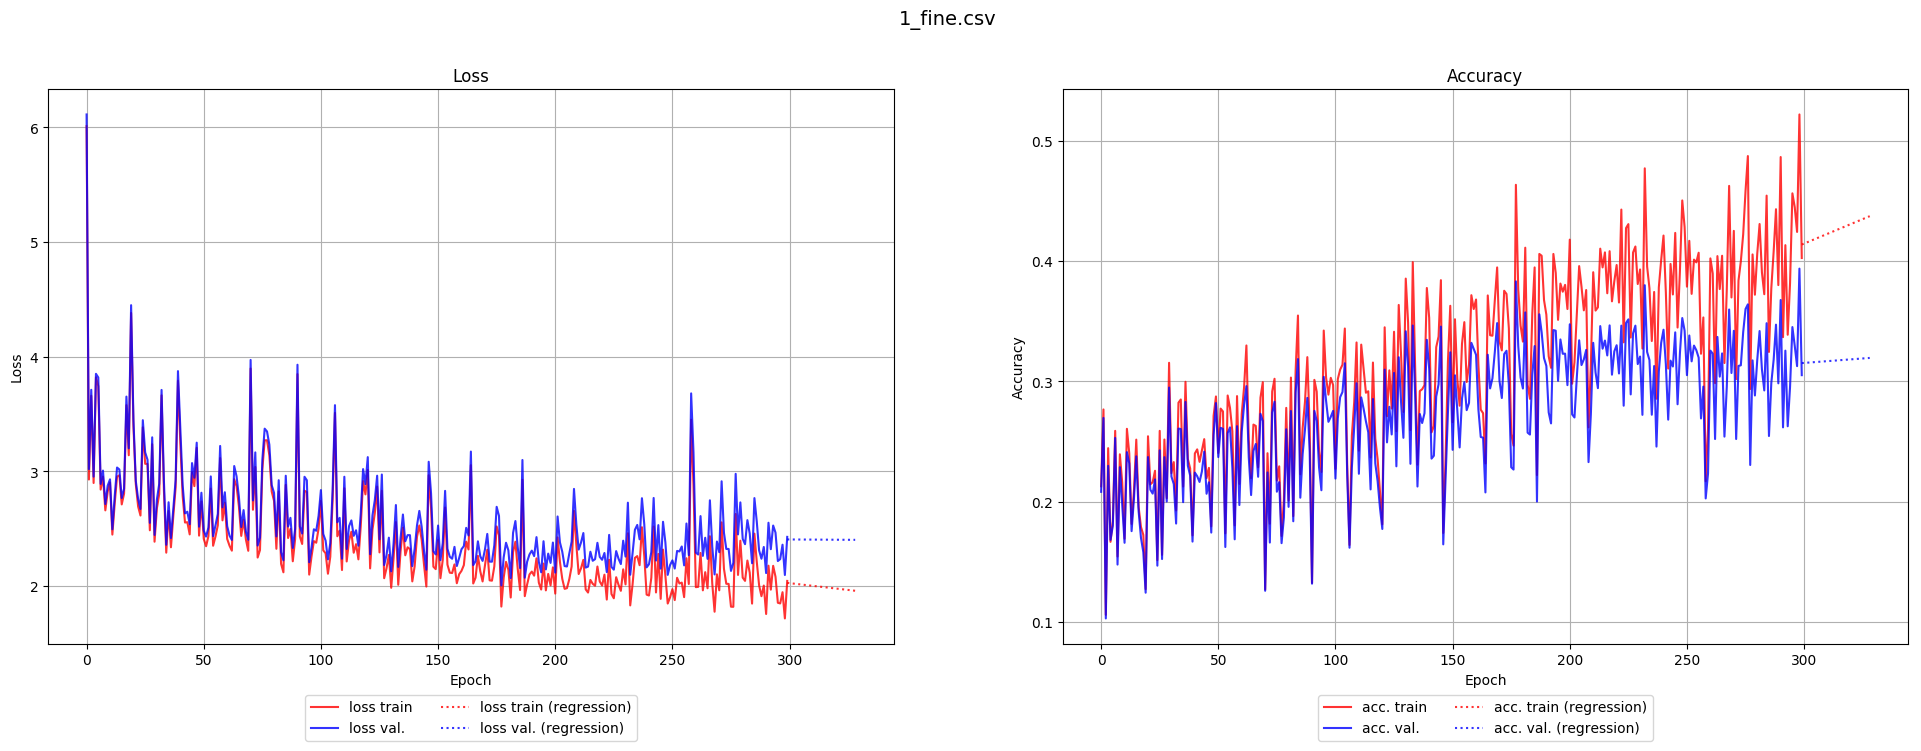 1_fine.csv
Loss
Loss
6
5
4
3
2
0 50 100 150 200 250 300
Epoch
loss train
loss val.
loss train (regression)
loss val. (regression)
Accuracy
Accuracy
0.5
0.4
0.3
0.2
0.1
0 50 100 150 200 250 300
Epoch
acc. train
acc. val.
acc. train (regression)
acc. val. (regression)